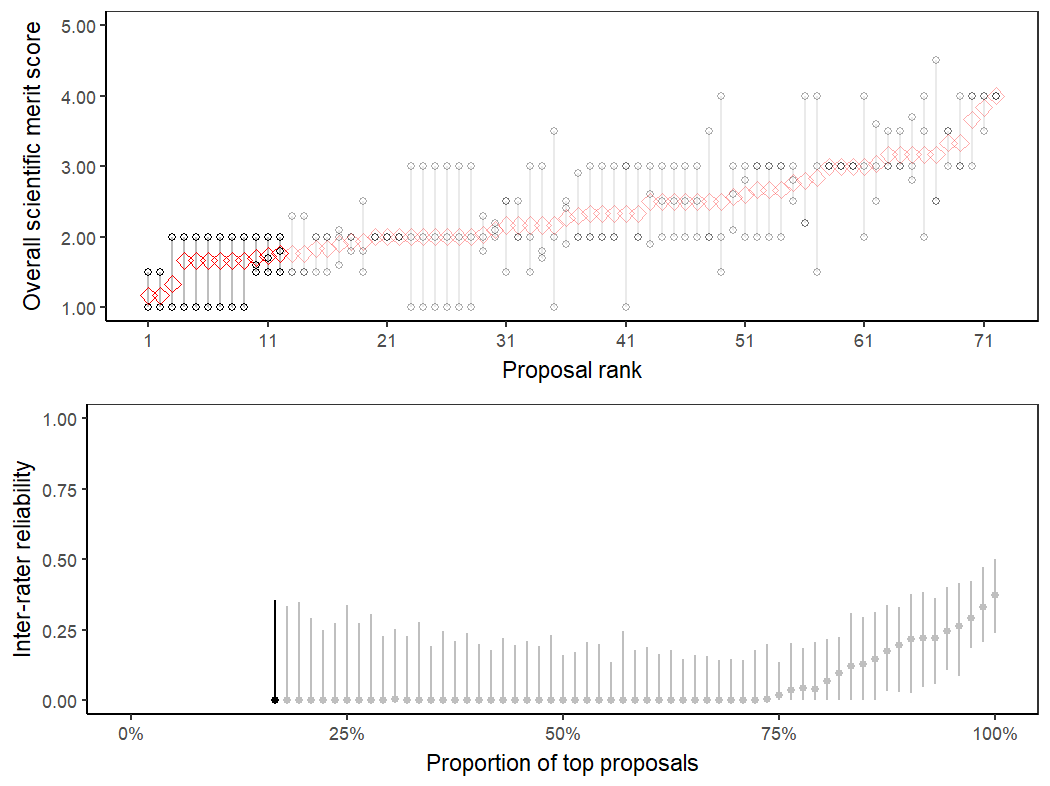 Overall scientific merit score
5.00
4.00
3.00
2.00
1.00
1 11 21 31 41 51 61 71
Proposal rank
Inter-rater reliability
1.00
0.75
0.50
0.25
0.00
0% 25% 50% 75% 100%
Proportion of top proposals